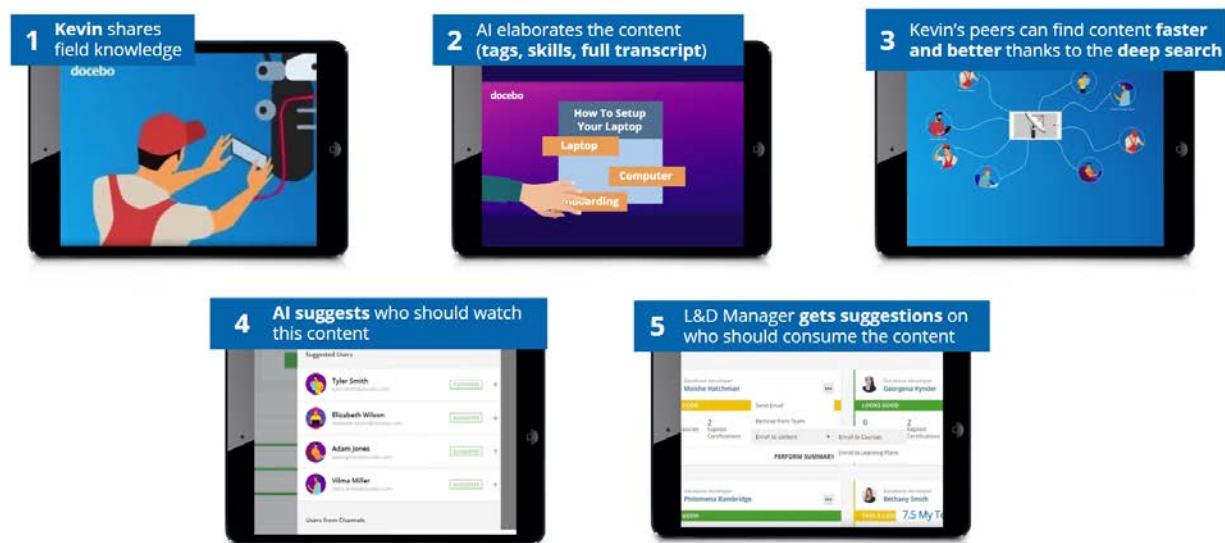 1 Kevin shares
field knowledge
docebo
2 AI elaborates the content
(tags, skills, full transcript)
docebo
How To Setup
Your Laptop
Laptop
Computer
3 Kevin's peers can find content faster
and better thanks to the deep search
4 AI suggests who should watch
this content
Suggested Users
Tyler Smith
Elizabeth Wilson
Adam Jones
Vilma Miller
Users from Channels
5 L&D Manager gets suggestions on
who should consume the content
Moishe Hatchman
Send Email
Remove from Team
Enroll to content
Enroll to Courses
Enroll to Learning Plans
2
Expired
Certifications
PERFORM SUMMARY
Georgena Kynder
LOOKS GOOD
0
2
Expired
Certifications
Philomena Bambridge
Bethany Smith
7.5 My Te